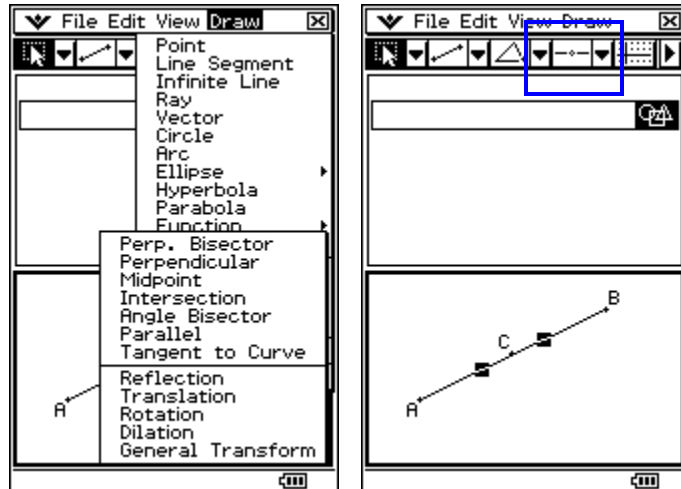 File Edit View Draw
Point
Line Segment
Infinite Line
Ray
Vector
Circle
Arc
Ellipse
Hyperbola
Parabola
Function
Perp. Bisector
Perpendicular
Midpoint
Intersection
Angle Bisector
Parallel
Tangent to Curve
Reflection
Translation
Rotation
Dilation
General Transform
A
File Edit View Draw
B
C
A